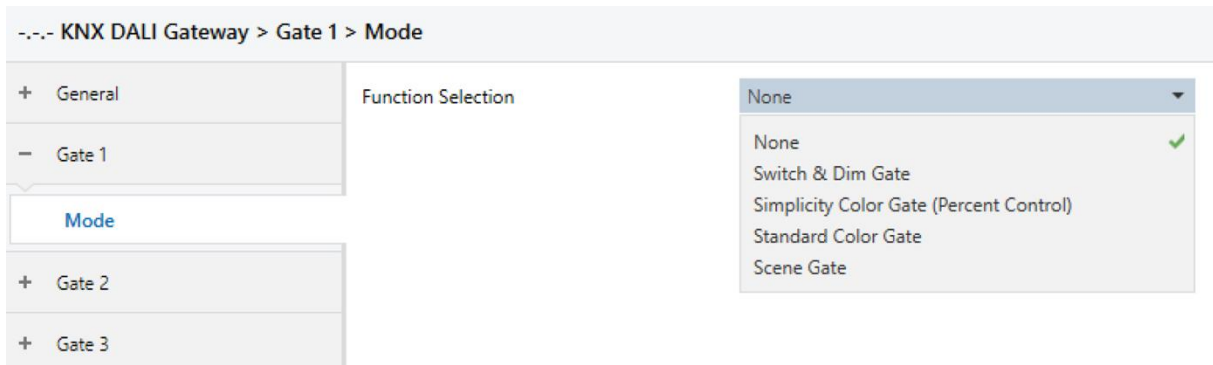 -.-.- KNX DALI Gateway > Gate 1 > Mode
+ General
Function Selection
None
− Gate 1
None
Switch & Dim Gate
Simplicity Color Gate (Percent Control)
Standard Color Gate
Scene Gate
Mode
+ Gate 2
+ Gate 3